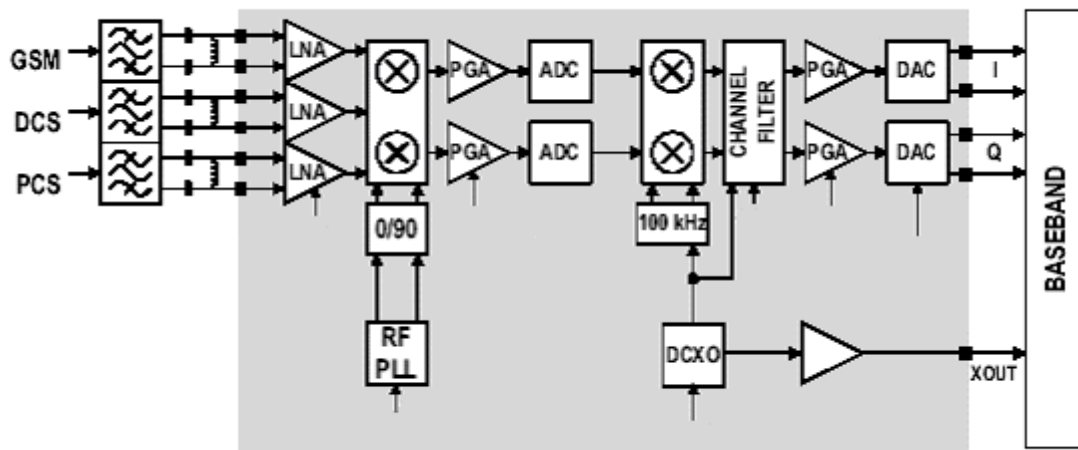 GSM
DCS
PCS
LNA
LNA
LNA
0/90
RF
PLL
PGA
PGA
ADC
ADC
100 kHz
CHANNEL
FILTER
DCXO
PGA
PGA
DAC
DAC
I
Q
XOUT
BASEBAND